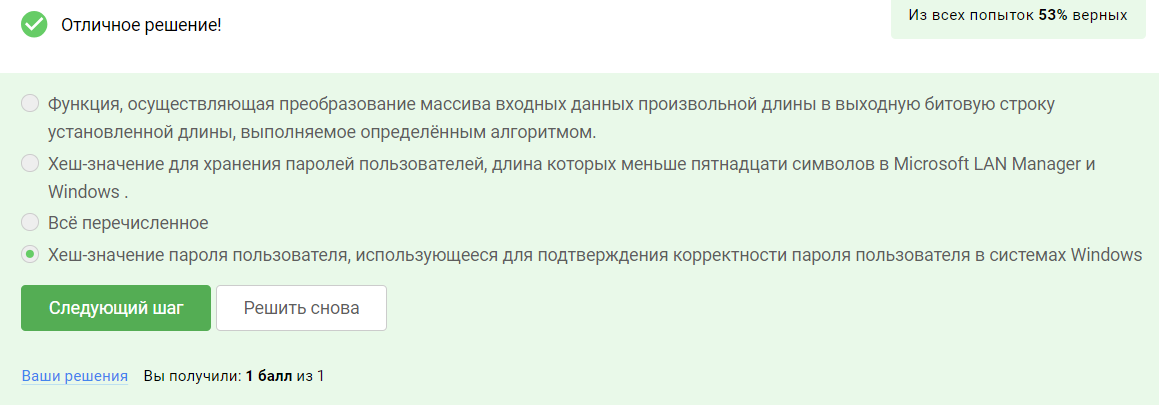 Отличное решение!
Из всех попыток 53% верных
Функция, осуществляющая преобразование массива входных данных произвольной длины в выходную битовую строку
установленной длины, выполняемое определённым алгоритмом.
Хеш-значение для хранения паролей пользователей, длина которых меньше пятнадцати символов в Microsoft LAN Manager и
Windows .
Всё перечисленное
Хеш-значение пароля пользователя, использующееся для подтверждения корректности пароля пользователя в системах Windows
Следующий шаг Решить снова
Ваши решения Вы получили: 1 балл из 1